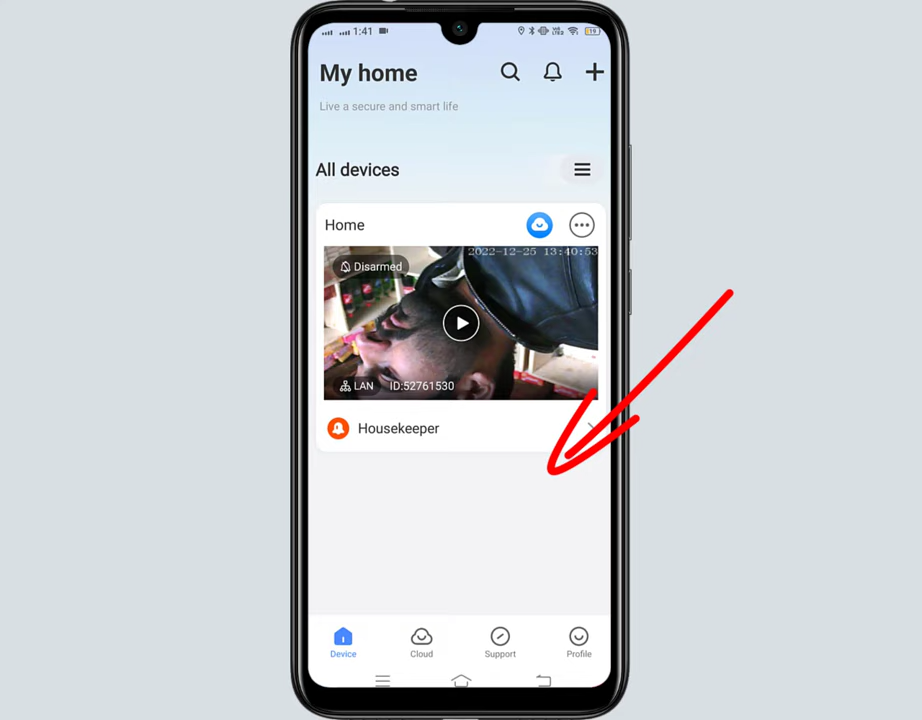 1:41
19
My home
Live a secure and smart life
All devices
Home
2022-12-25 13:40:53
Disarmed
LAN ID:52761530
Housekeeper
Device Cloud Support Profile